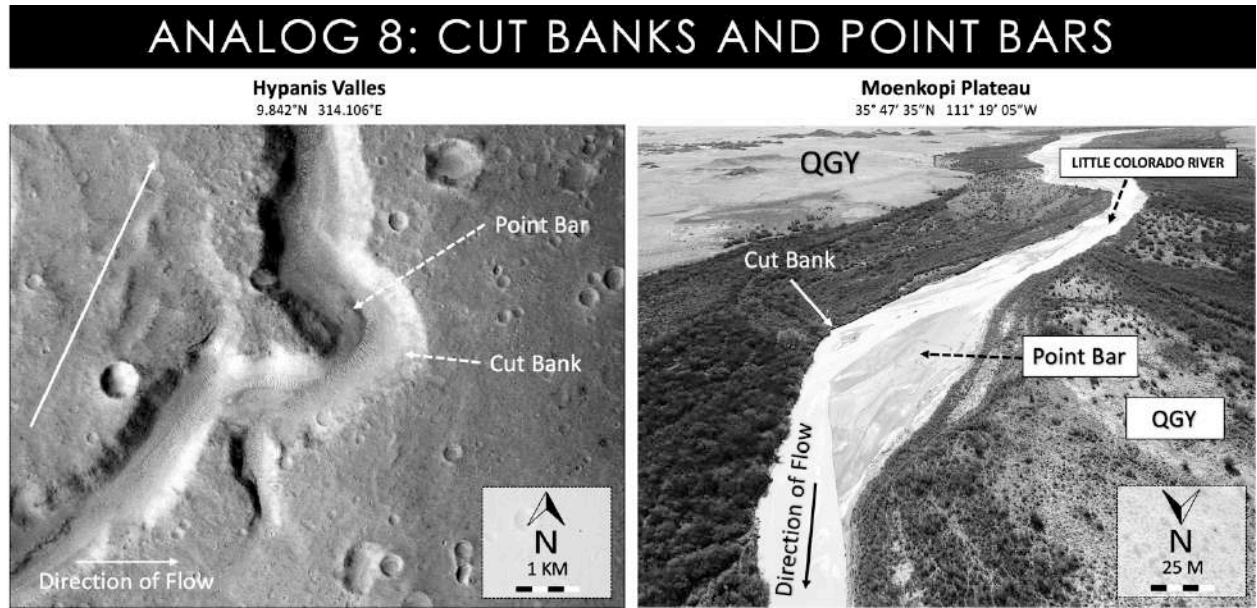 ANALOG 8: CUT BANKS AND POINT BARS
Hypanis Valles
9.842°N 314.106°E
Point Bar
Cut Bank
Direction of Flow
N
1 KM
Moenkopi Plateau
35° 47' 35"N 111° 19' 05"W
QGY
LITTLE COLORADO RIVER
Cut Bank
Point Bar
QGY
Direction of Flow
N
25 M